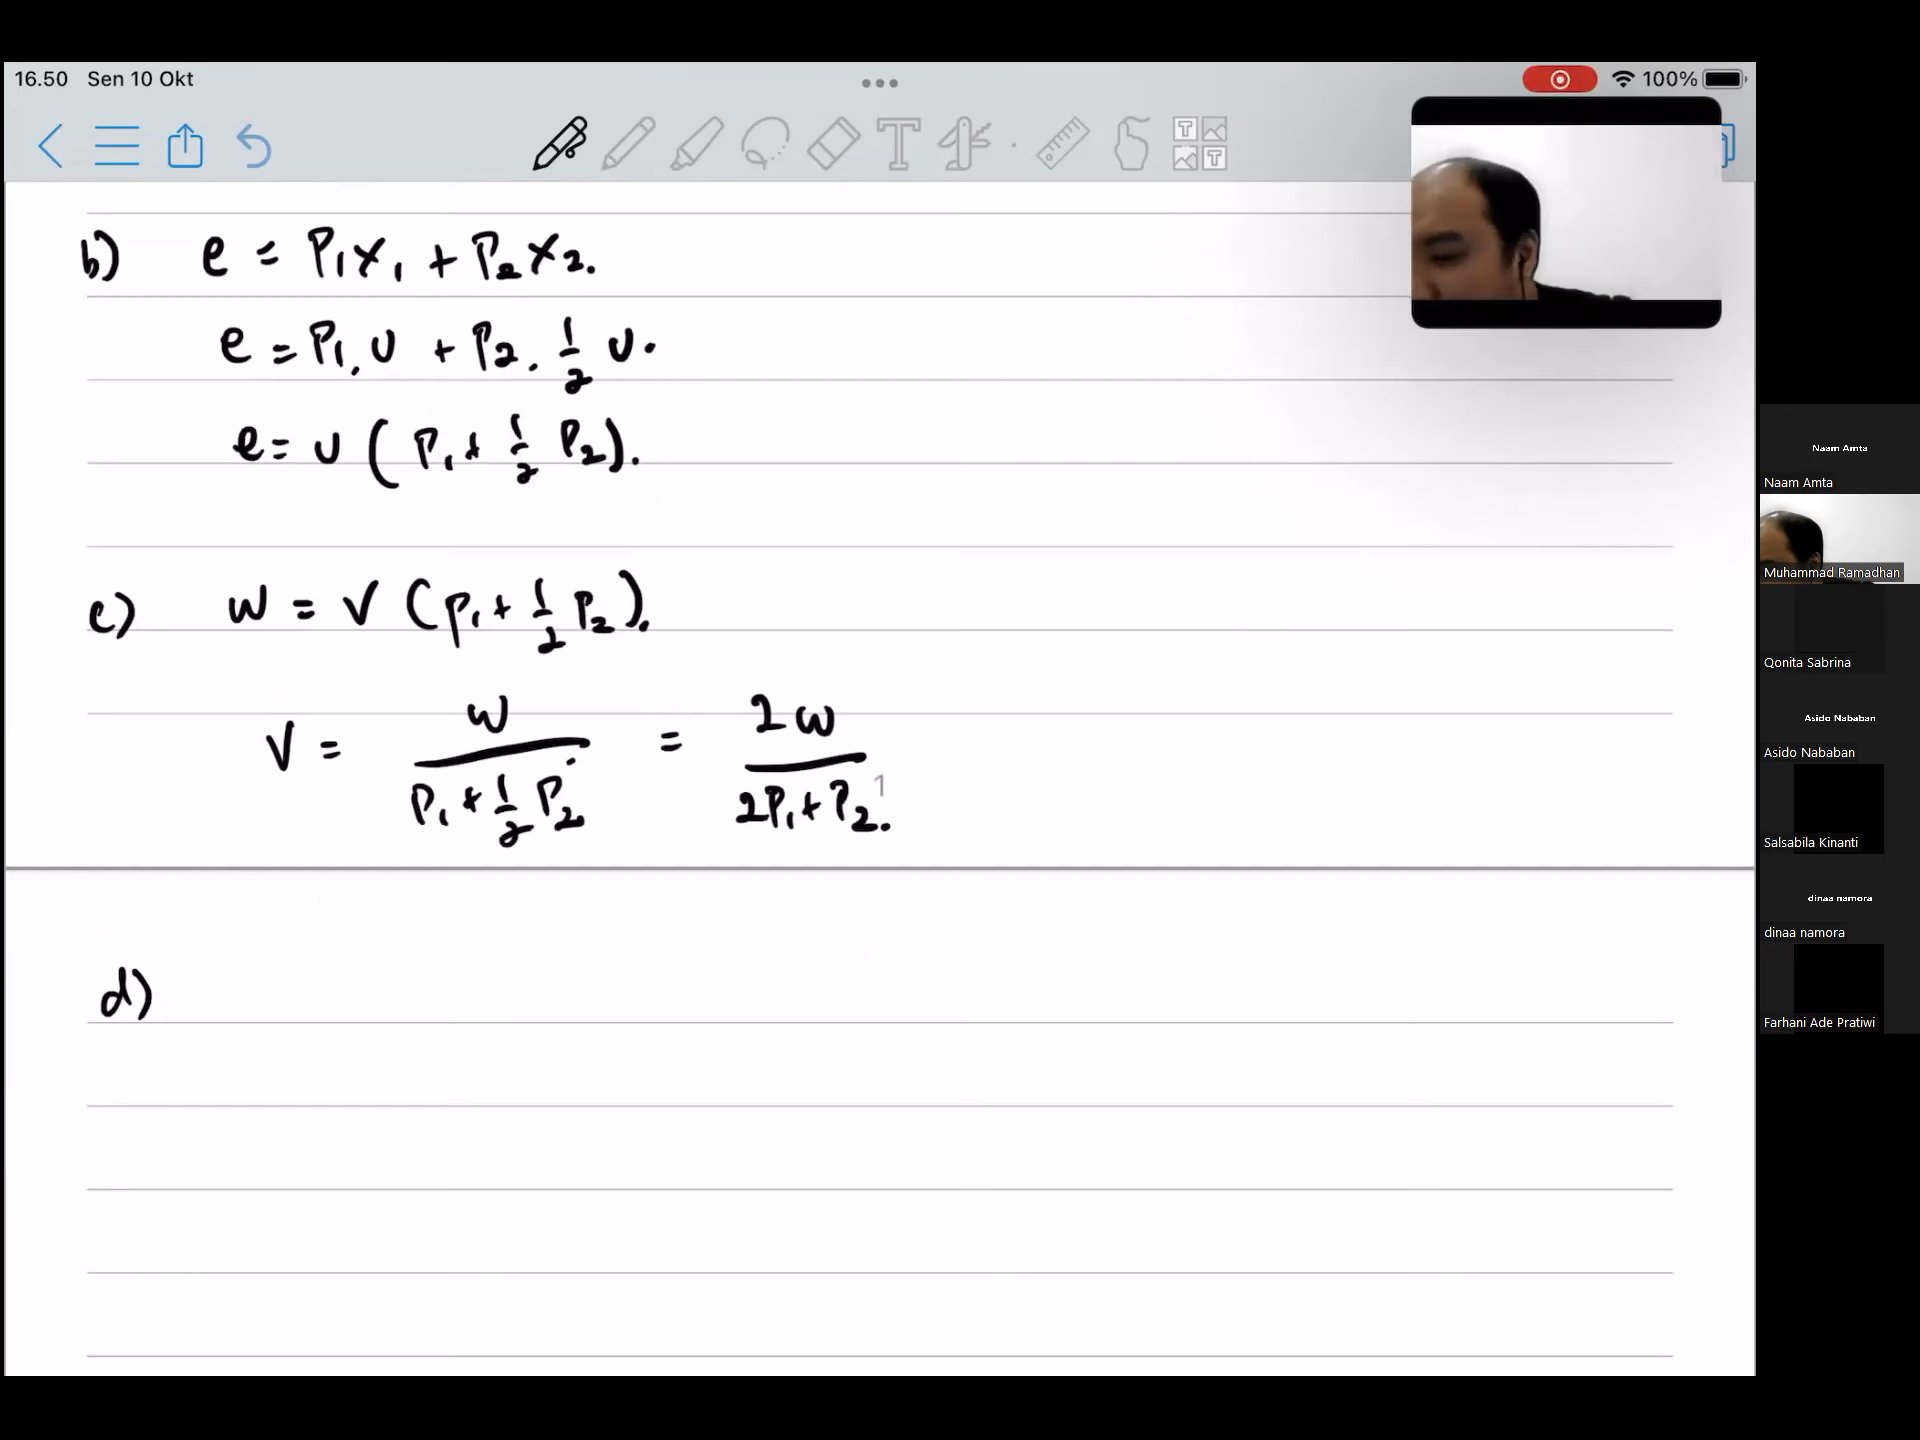 16.50 Sen 10 Okt
100%
b) e = P₁x₁ + P₂x₂.
e = P₁.u + P₂.½u.
e = u(P₁ + ½P₂).
c) w = v(p₁ + ½P₂).
v = w/(P₁ + ½P₂) = 2w/(2P₁ + P₂).
1
d)
Naam Amta
Naam Amta
Muhammad Ramadhan
Qonita Sabrina
Asido Nababan
Asido Nababan
Salsabila Kinanti
dinaa namora
dinaa namora
Farhani Ade Pratiwi